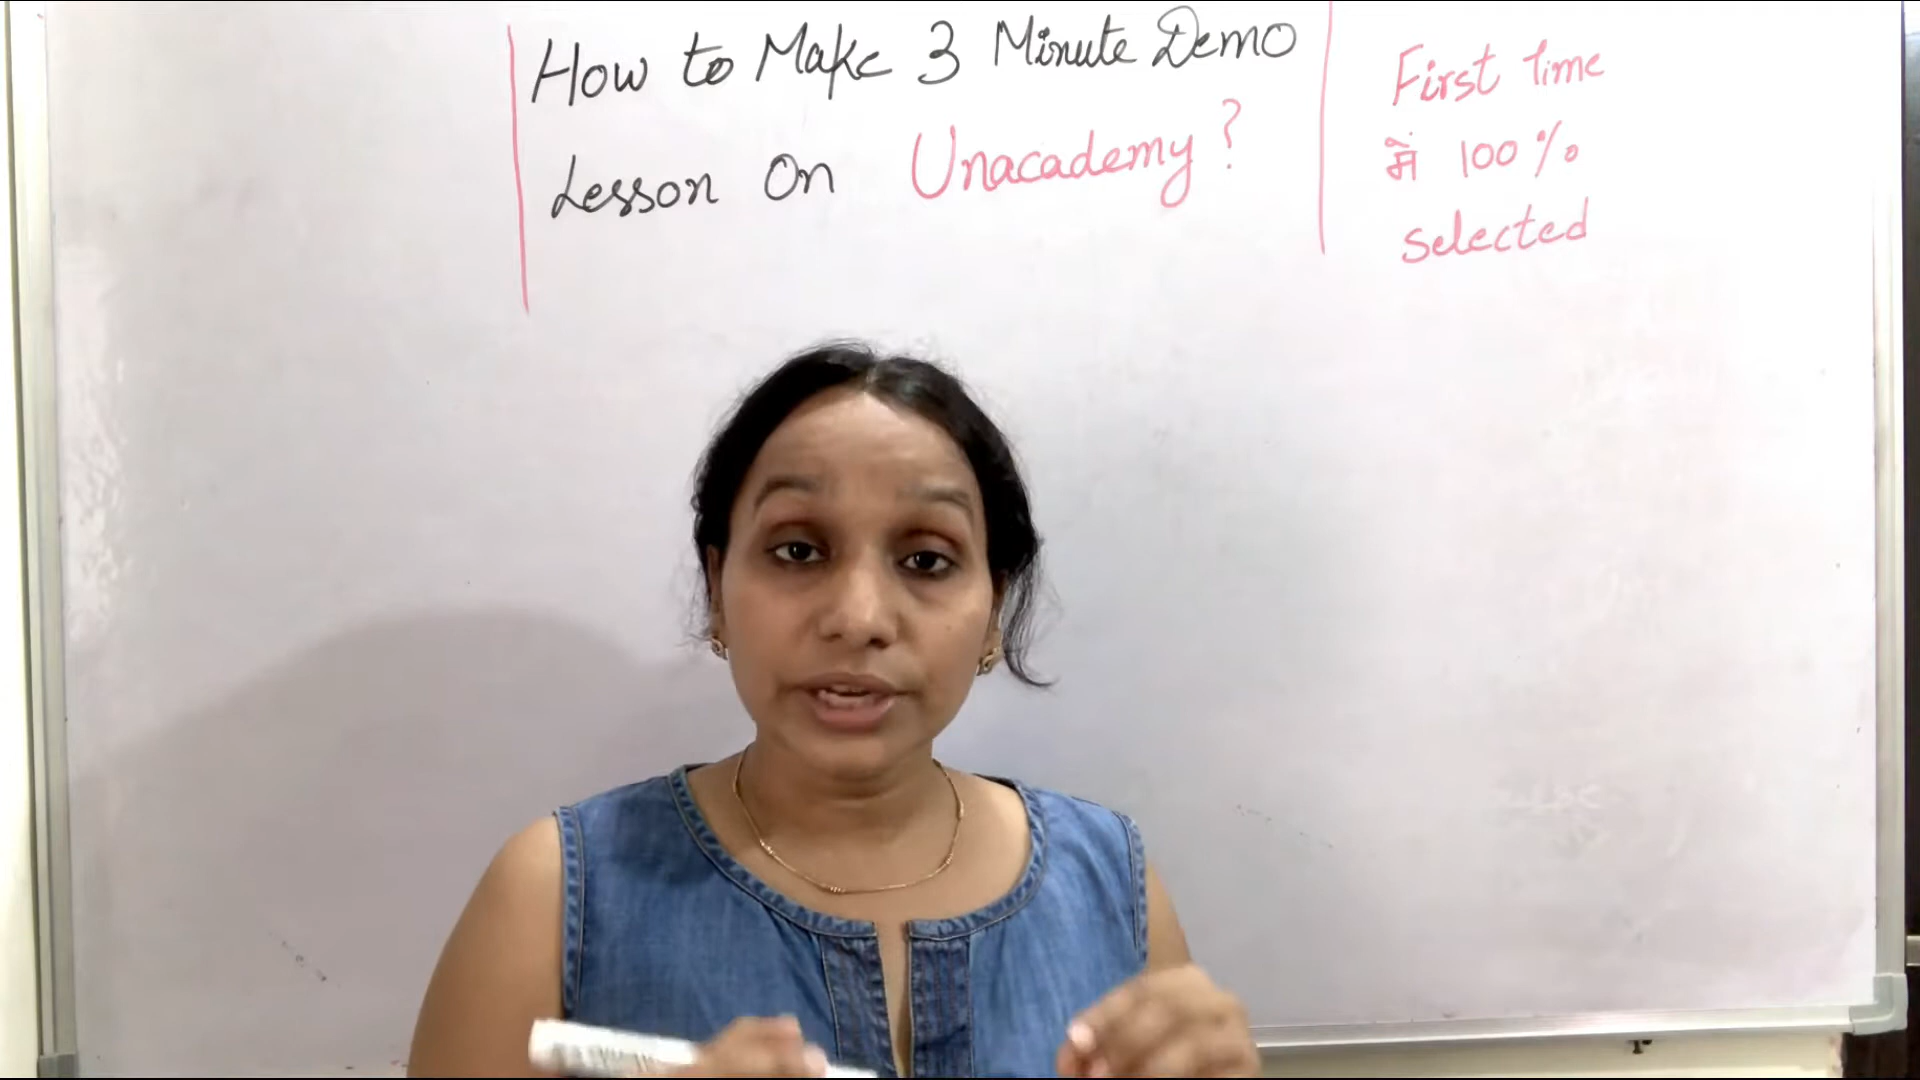 How to Make 3 Minute Demo
Lesson On Unacademy?
First time
में 100%
selected